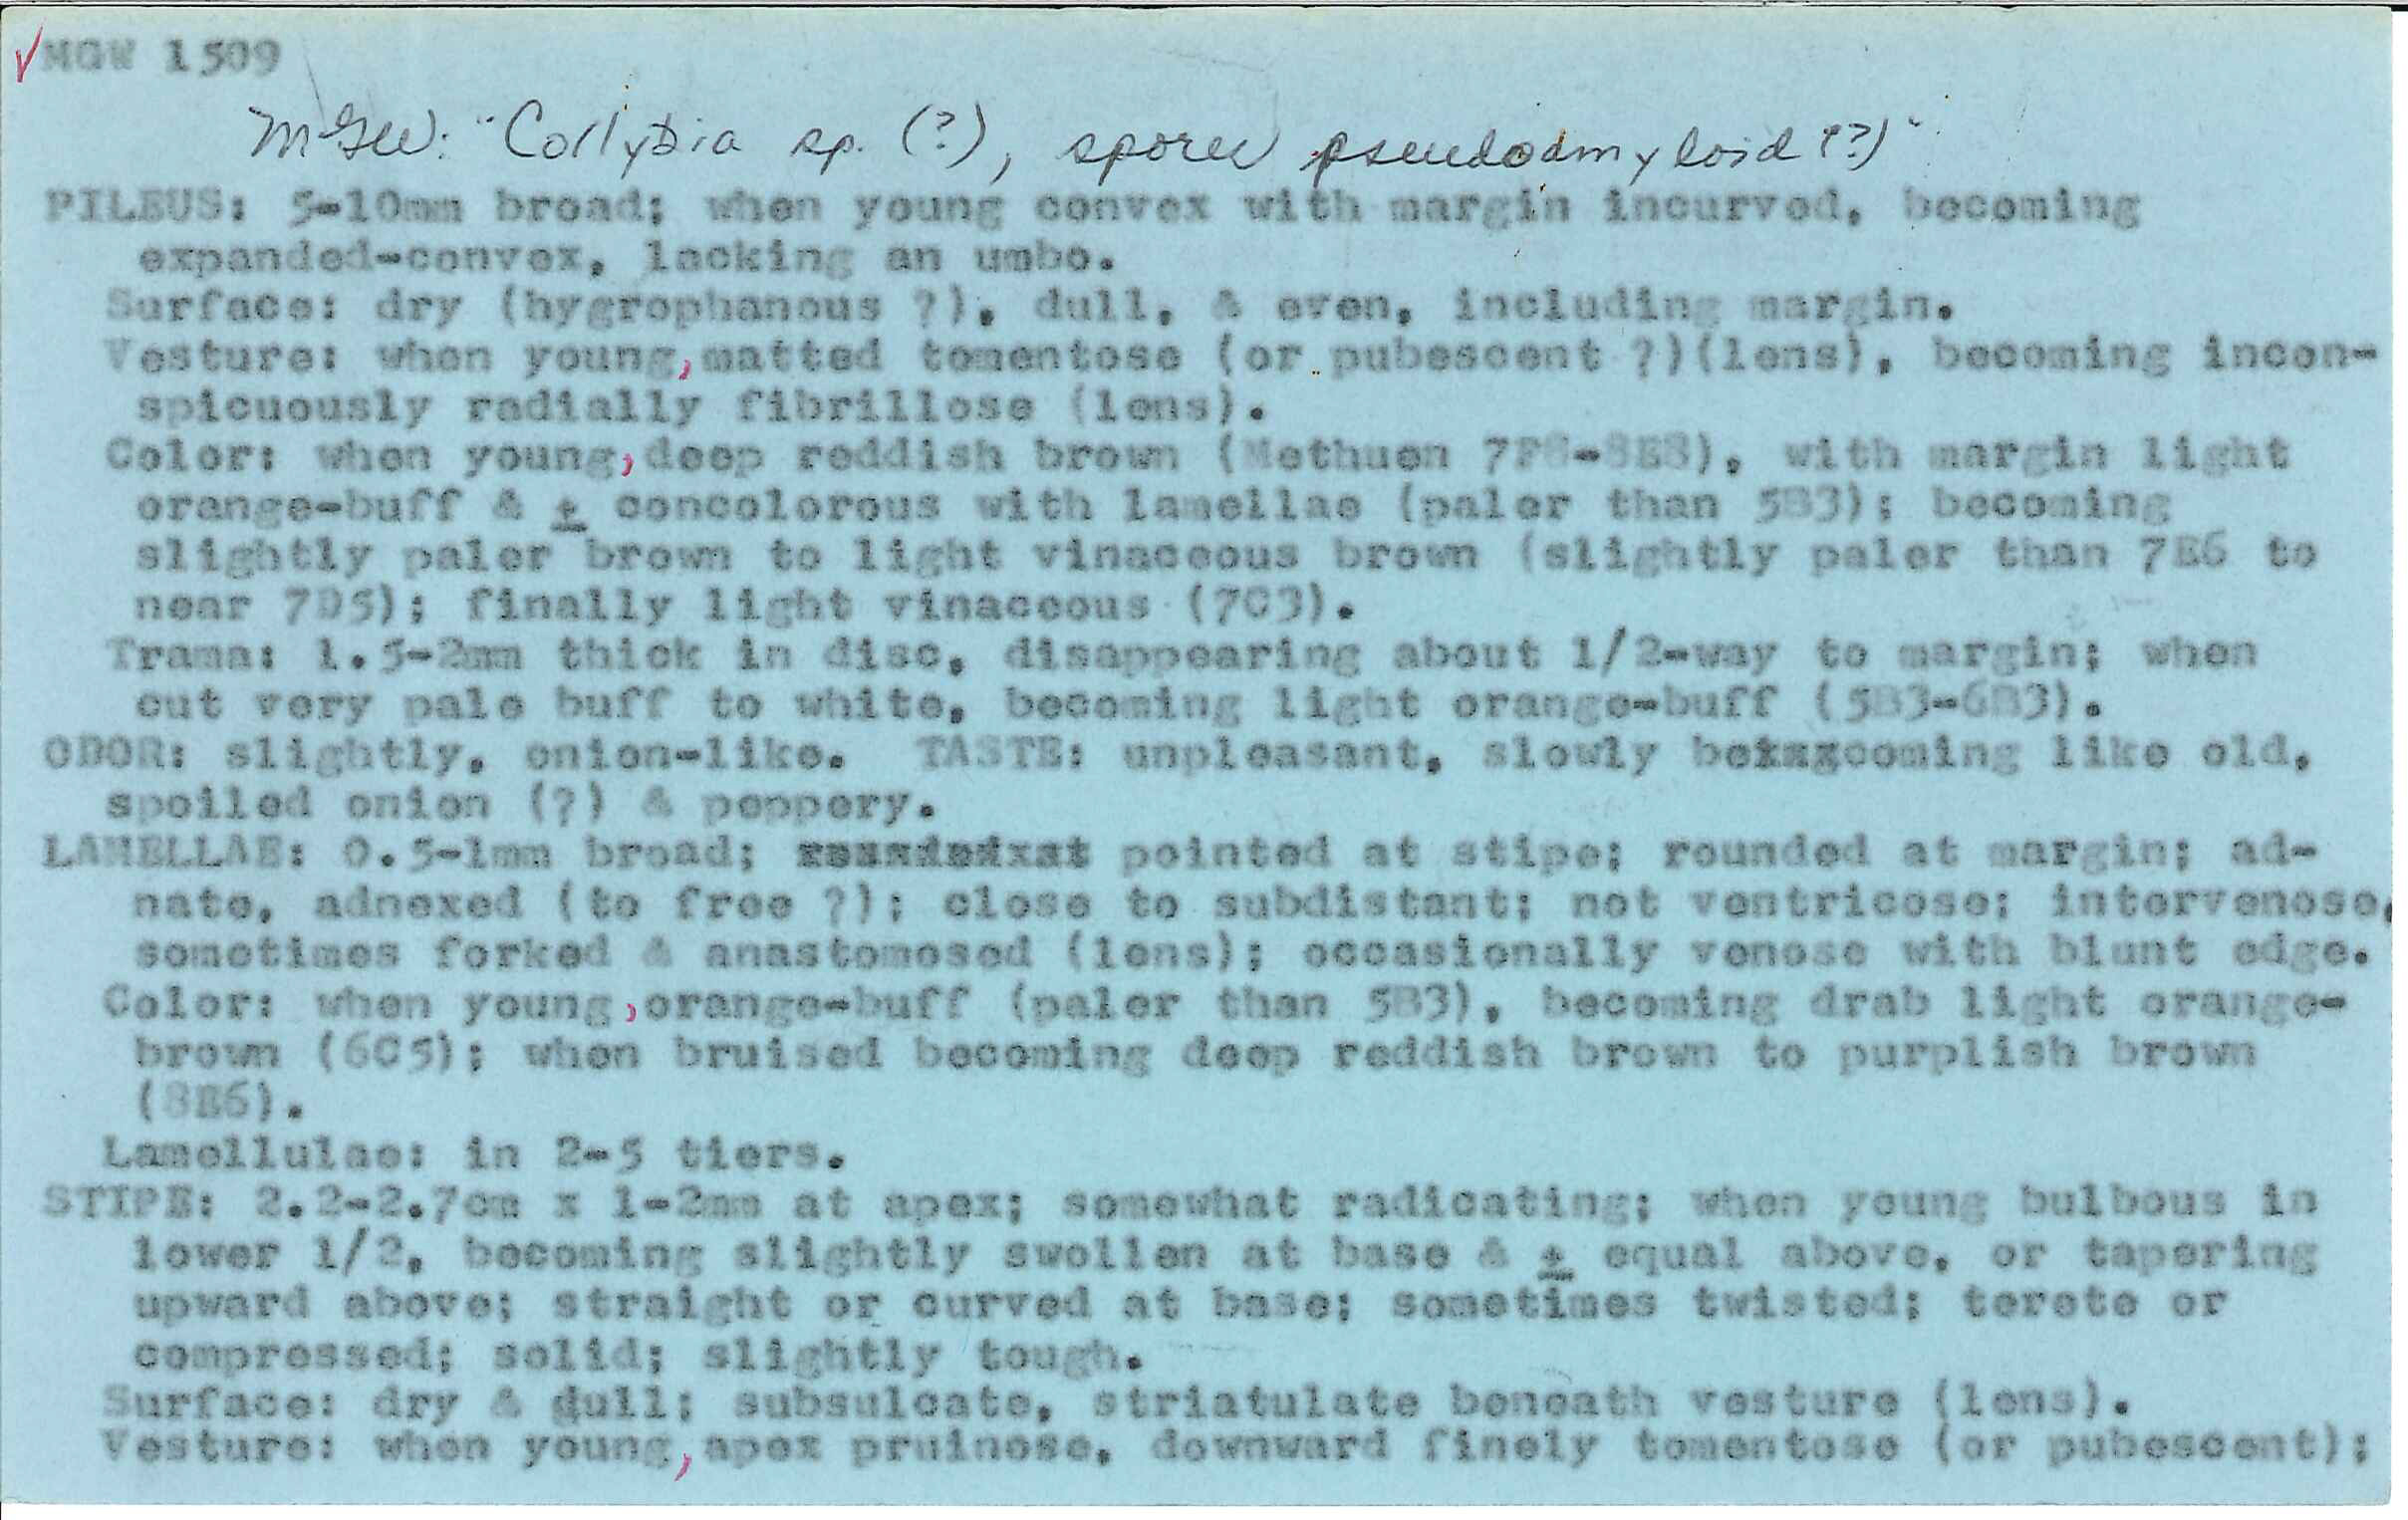 ✓MGW 1509
MGW: "Collybia sp. (?), spores pseudoamyloid (?)"
PILEUS: 5-10mm broad; when young convex with margin incurved, becoming
expanded-convex, lacking an umbo.
Surface: dry (hygrophanous ?), dull, & even, including margin.
Vesture: when young, matted tomentose (or pubescent ?)(lens), becoming incon-
spicuously radially fibrillose (lens).
Color: when young, deep reddish brown (Methuen 7F8-8E8), with margin light
orange-buff & ± concolorous with lamellae (paler than 5B3); becoming
slightly paler brown to light vinaceous brown (slightly paler than 7E6 to
near 7D5); finally light vinaceous (7C3).
Trama: 1.5-2mm thick in disc, disappearing about 1/2-way to margin; when
cut very pale buff to white, becoming light orange-buff (5B3-6B3).
ODOR: slightly, onion-like. TASTE: unpleasant, slowly becoming like old,
spoiled onion (?) & peppery.
LAMELLAE: 0.5-1mm broad; pointed at stipe; rounded at margin; ad-
nate, adnexed (to free ?); close to subdistant; not ventricose; intervenose,
sometimes forked & anastomosed (lens); occasionally venose with blunt edge.
Color: when young, orange-buff (paler than 5B3), becoming drab light orange-
brown (6C5); when bruised becoming deep reddish brown to purplish brown
(8E6).
Lamellulae: in 2-5 tiers.
STIPE: 2.2-2.7cm x 1-2mm at apex; somewhat radicating; when young bulbous in
lower 1/2, becoming slightly swollen at base & ± equal above, or tapering
upward above; straight or curved at base; sometimes twisted; terete or
compressed; solid; slightly tough.
Surface: dry & dull; subsulcate, striatulate beneath vesture (lens).
Vesture: when young, apex pruinose, downward finely tomentose (or pubescent);